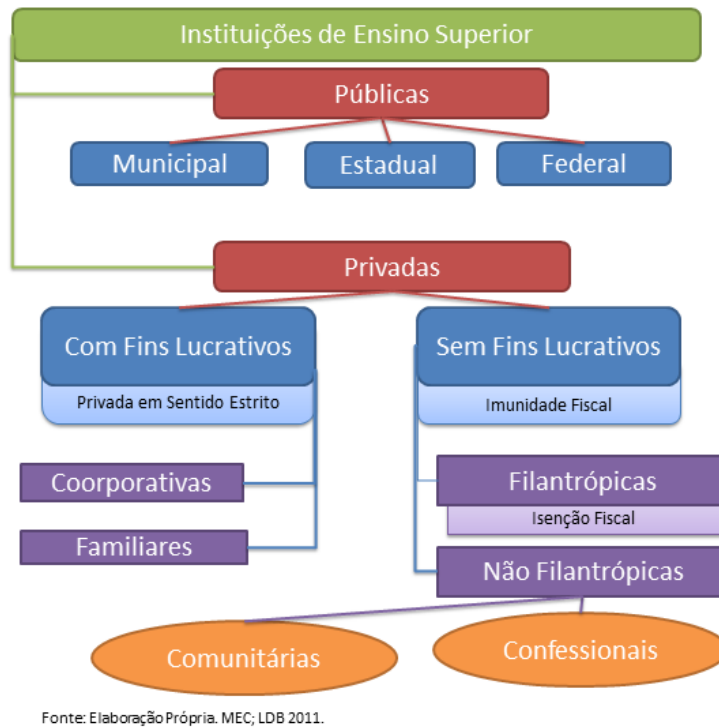 Instituições de Ensino Superior
Públicas
Municipal
Estadual
Federal
Privadas
Com Fins Lucrativos
Privada em Sentido Estrito
Sem Fins Lucrativos
Imunidade Fiscal
Coorporativas
Familiares
Filantrópicas
Isenção Fiscal
Não Filantrópicas
Comunitárias
Confessionais
Fonte: Elaboração Própria. MEC; LDB 2011.